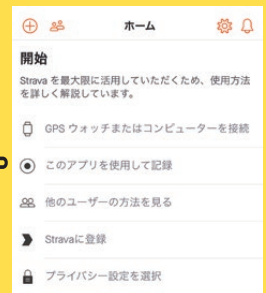 ホーム
開始
Strava を最大限に活用していただくため、使用方法
を詳しく解説しています。
GPS ウォッチまたはコンピューターを接続
このアプリを使用して記録
他のユーザーの方法を見る
Stravaに登録
プライバシー設定を選択